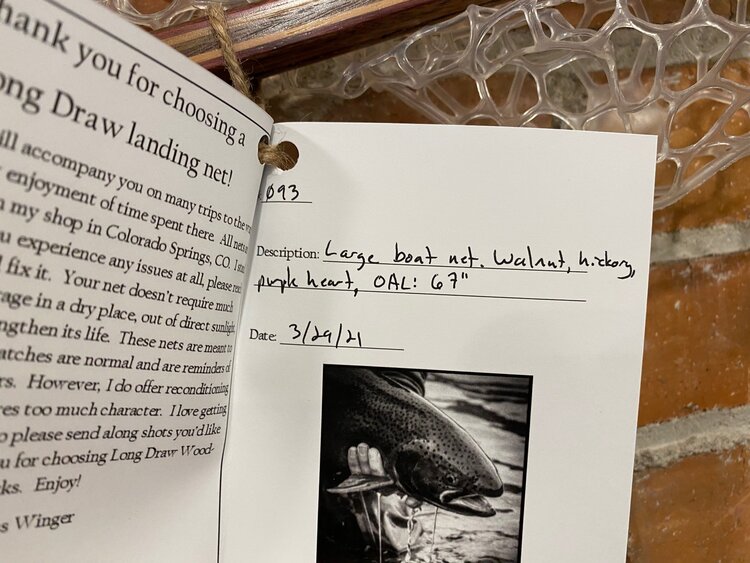 hank you for choosing a
ong Draw landing net!
ill accompany you on many trips to the
enjoyment of time spent there. All nets
my shop in Colorado Springs, CO. I
u experience any issues at all, please
fix it. Your net doesn't require much
age in a dry place, out of direct sunlight
ngthen its life. These nets are meant to
atches are normal and are reminders of
rs. However, I do offer reconditioning
res too much character. I love getting
o please send along shots you'd like
u for choosing Long Draw Wood-
ks. Enjoy!
s Winger
093
Description: Large boat net. Walnut, hickory,
purple heart, OAL: 67"
Date: 3/29/21